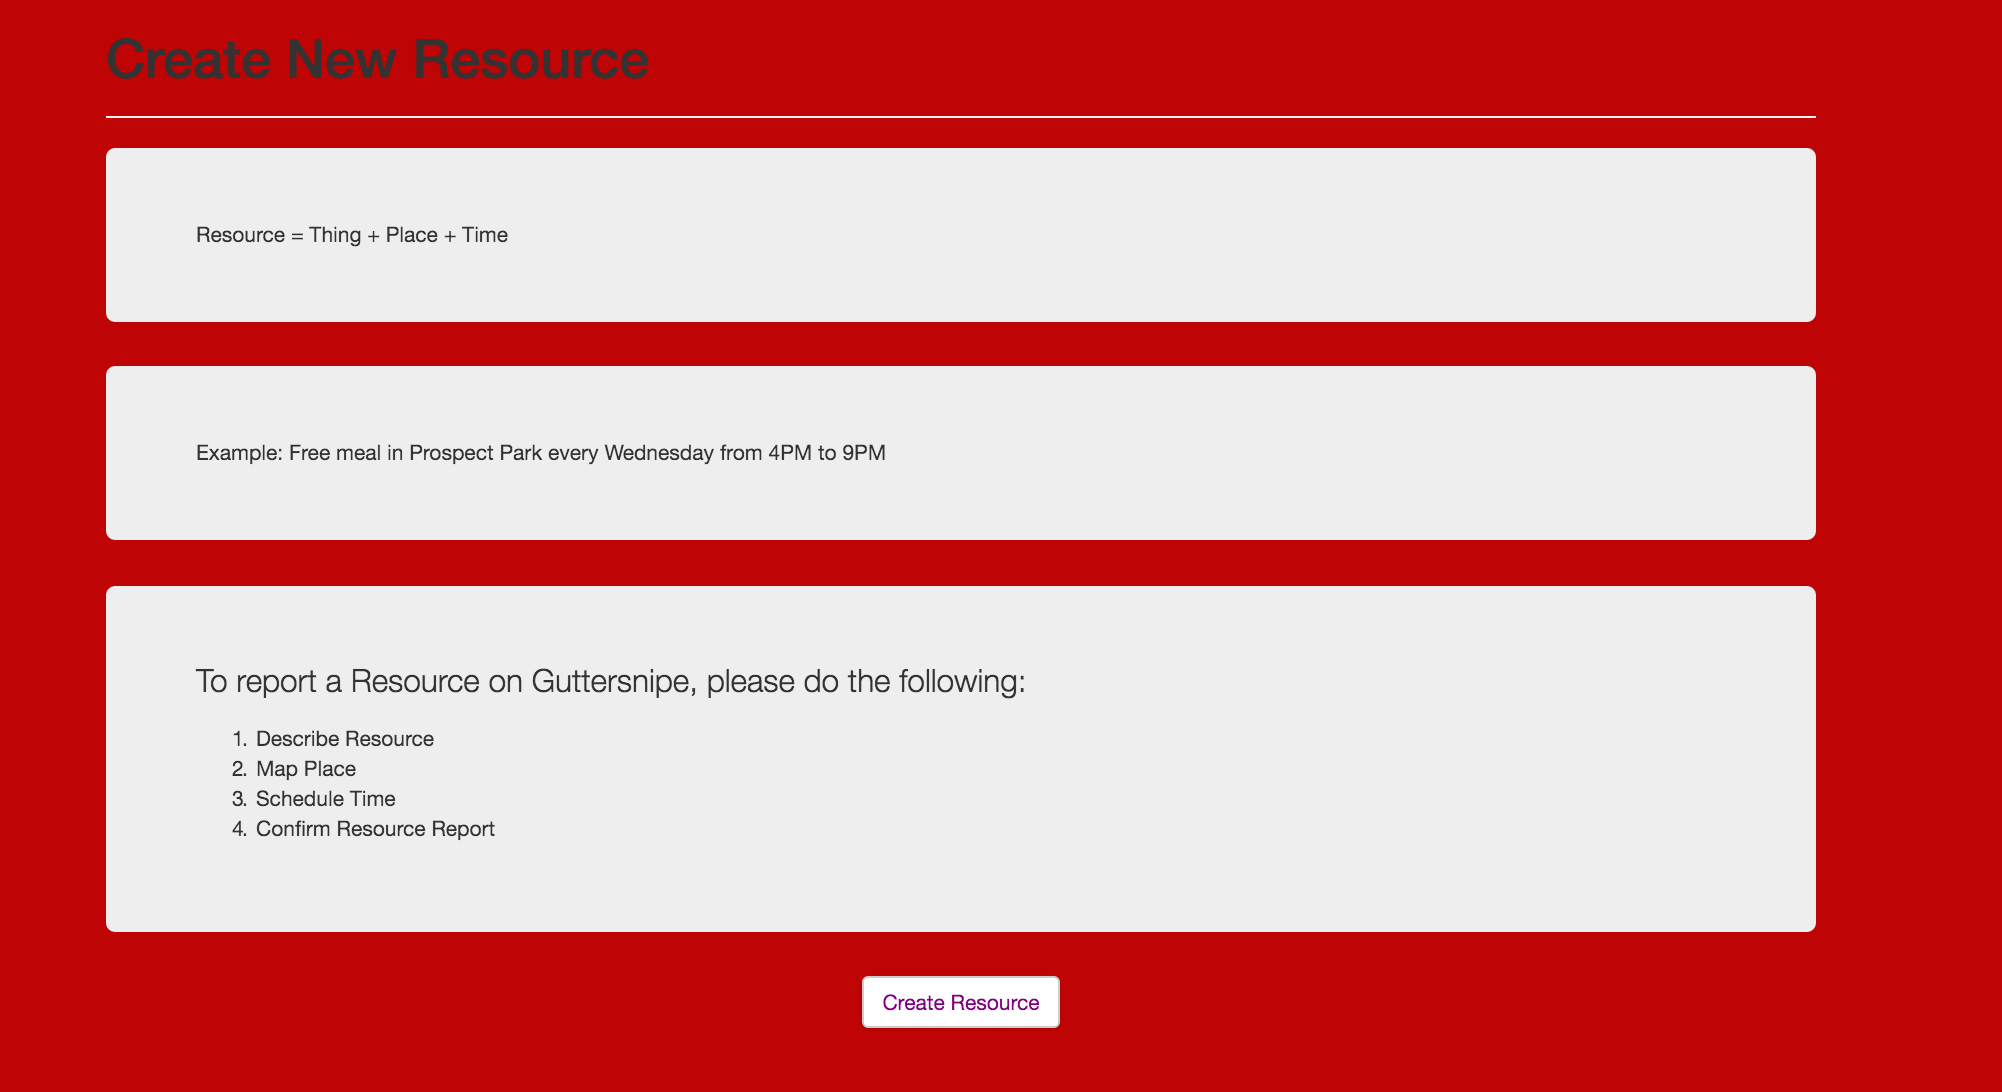 Create New Resource
Resource = Thing + Place + Time
Example: Free meal in Prospect Park every Wednesday from 4PM to 9PM
To report a Resource on Guttersnipe, please do the following:
1. Describe Resource
2. Map Place
3. Schedule Time
4. Confirm Resource Report
Create Resource